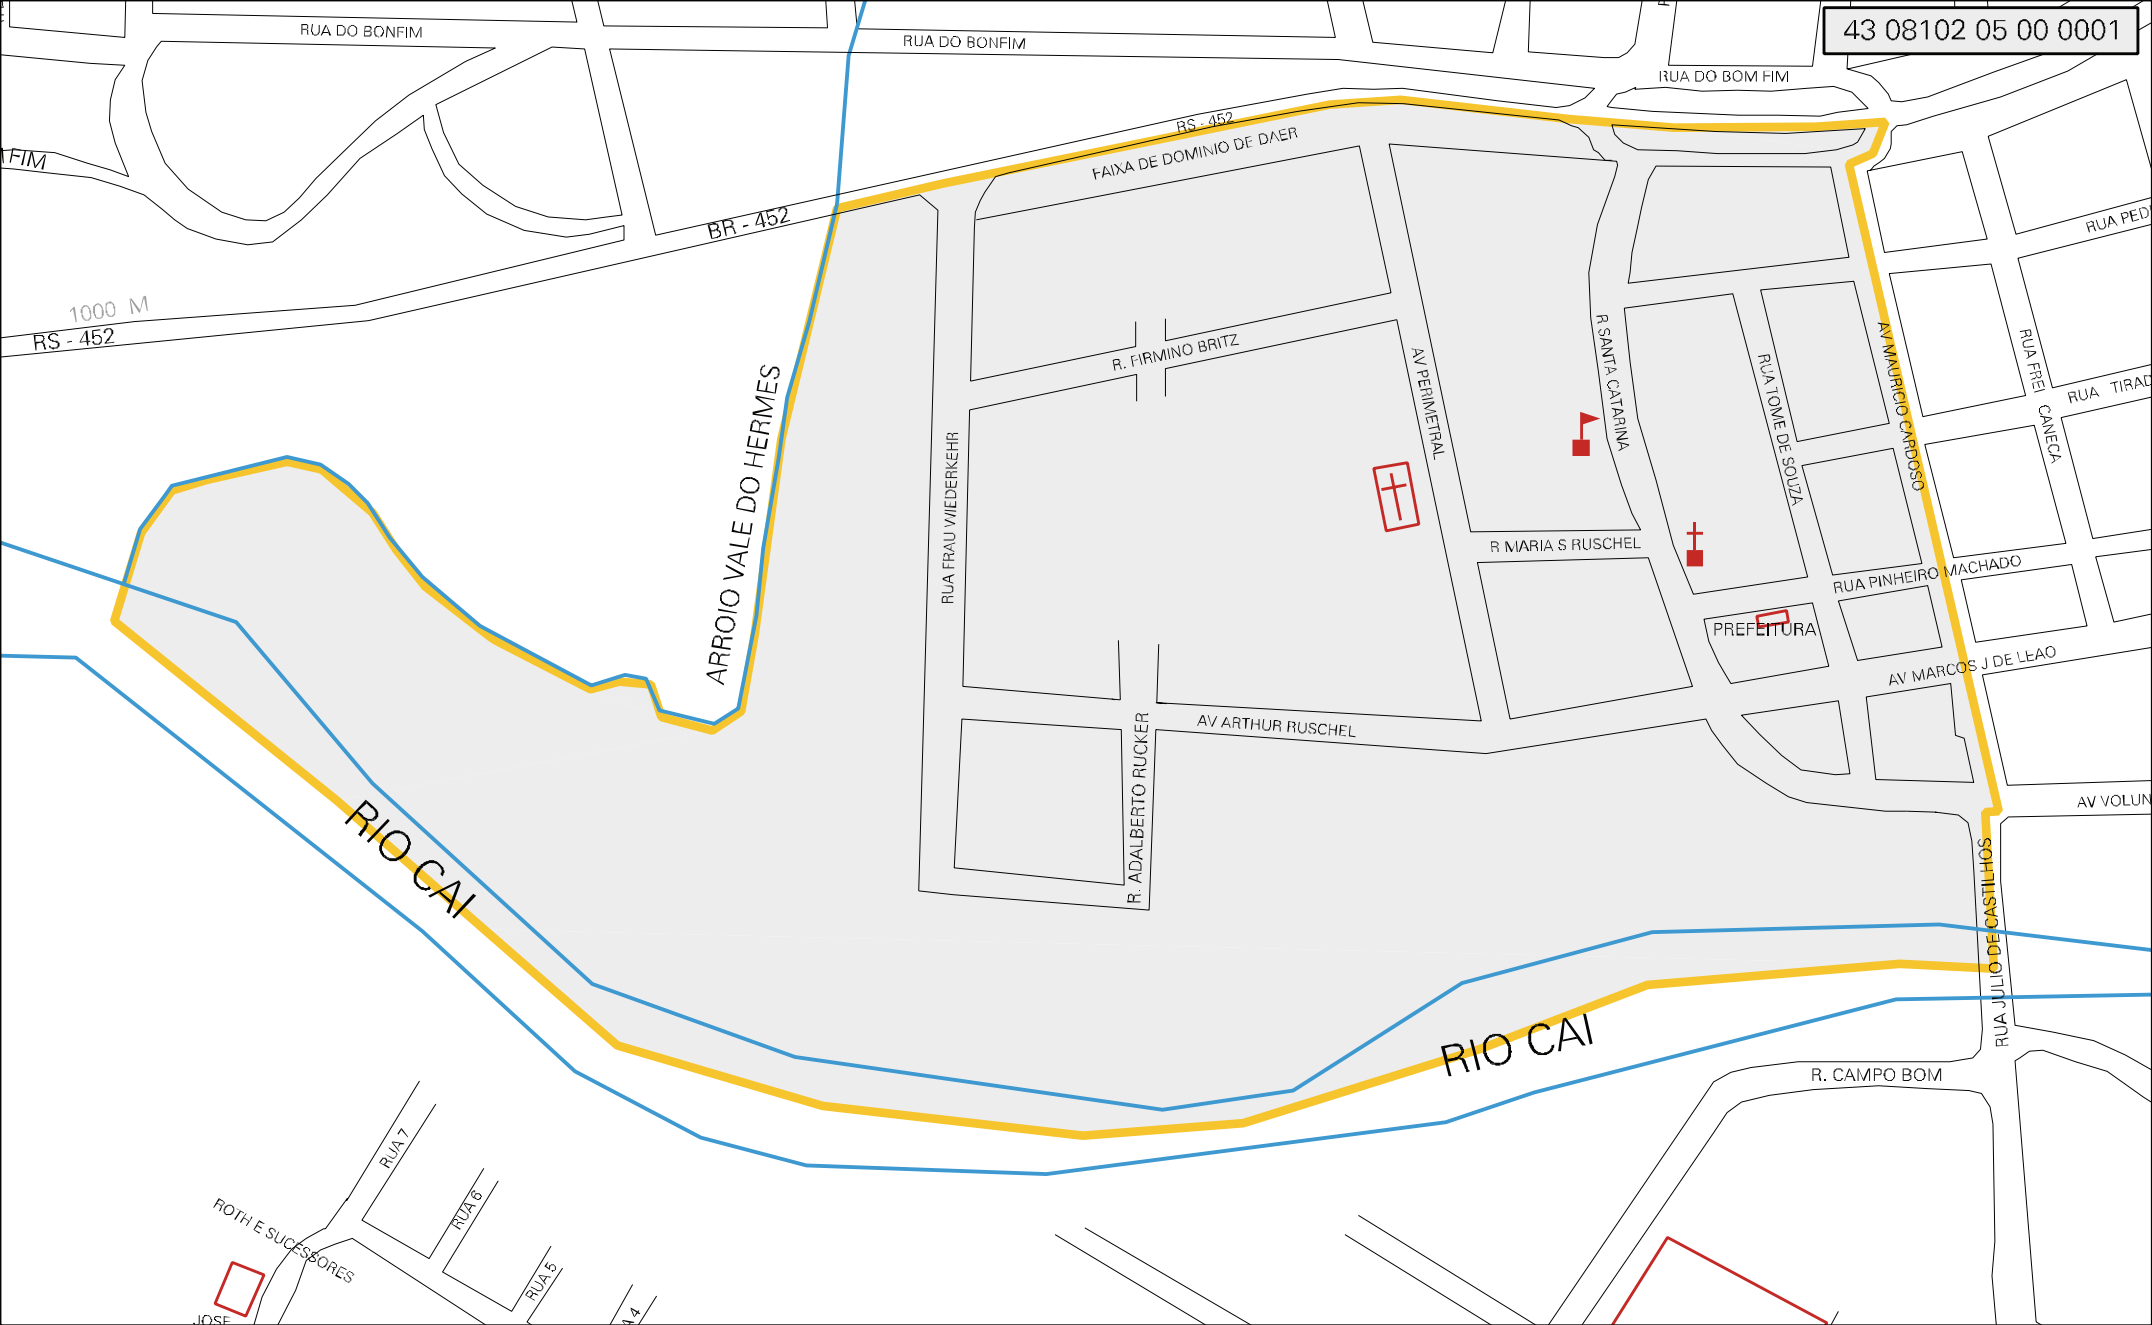 43 08102 05 00 0001
RUA DO BONFIM
RUA DO BONFIM
RUA DO BOM FIM
FIM
RS - 452
FAIXA DE DOMINIO DE DAER
BR - 452
1000 M
RS - 452
RUA PED
ARROIO VALE DO HERMES
R. FIRMINO BRITZ
AV PERIMETRAL
R SANTA CATARINA
RUA TOME DE SOUZA
AV MAURICIO CARDOSO
RUA FREI CANECA
RUA TIRAD
RUA FRAU WIEDERKEHR
R MARIA S RUSCHEL
RUA PINHEIRO MACHADO
PREFEITURA
AV MARCOS J DE LEAO
AV ARTHUR RUSCHEL
R. ADALBERTO RUCKER
AV VOLUN
RIO CAI
RUA JULIO DE CASTILHOS
RIO CAI
R. CAMPO BOM
RUA 7
RUA 6
ROTH E SUCESSORES
RUA 5
A 4
JOSE